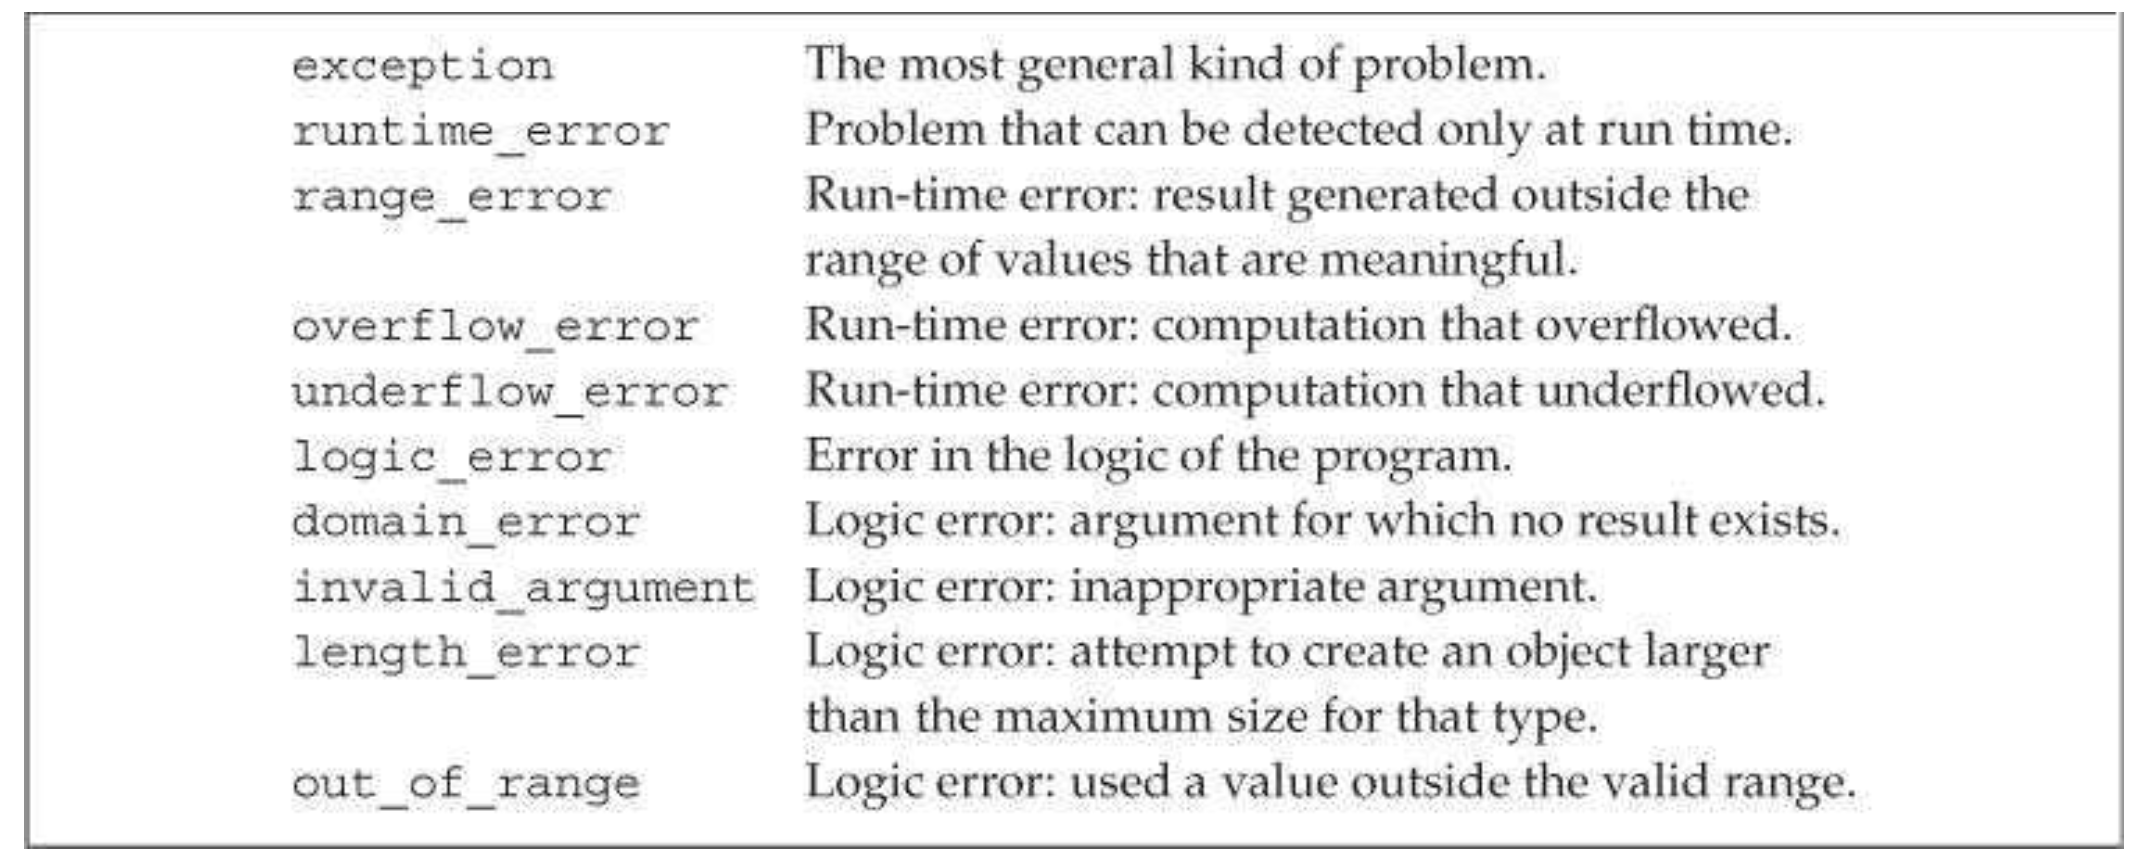 exception The most general kind of problem.
runtime_error Problem that can be detected only at run time.
range_error Run-time error: result generated outside the
range of values that are meaningful.
overflow_error Run-time error: computation that overflowed.
underflow_error Run-time error: computation that underflowed.
logic_error Error in the logic of the program.
domain_error Logic error: argument for which no result exists.
invalid_argument Logic error: inappropriate argument.
length_error Logic error: attempt to create an object larger
than the maximum size for that type.
out_of_range Logic error: used a value outside the valid range.